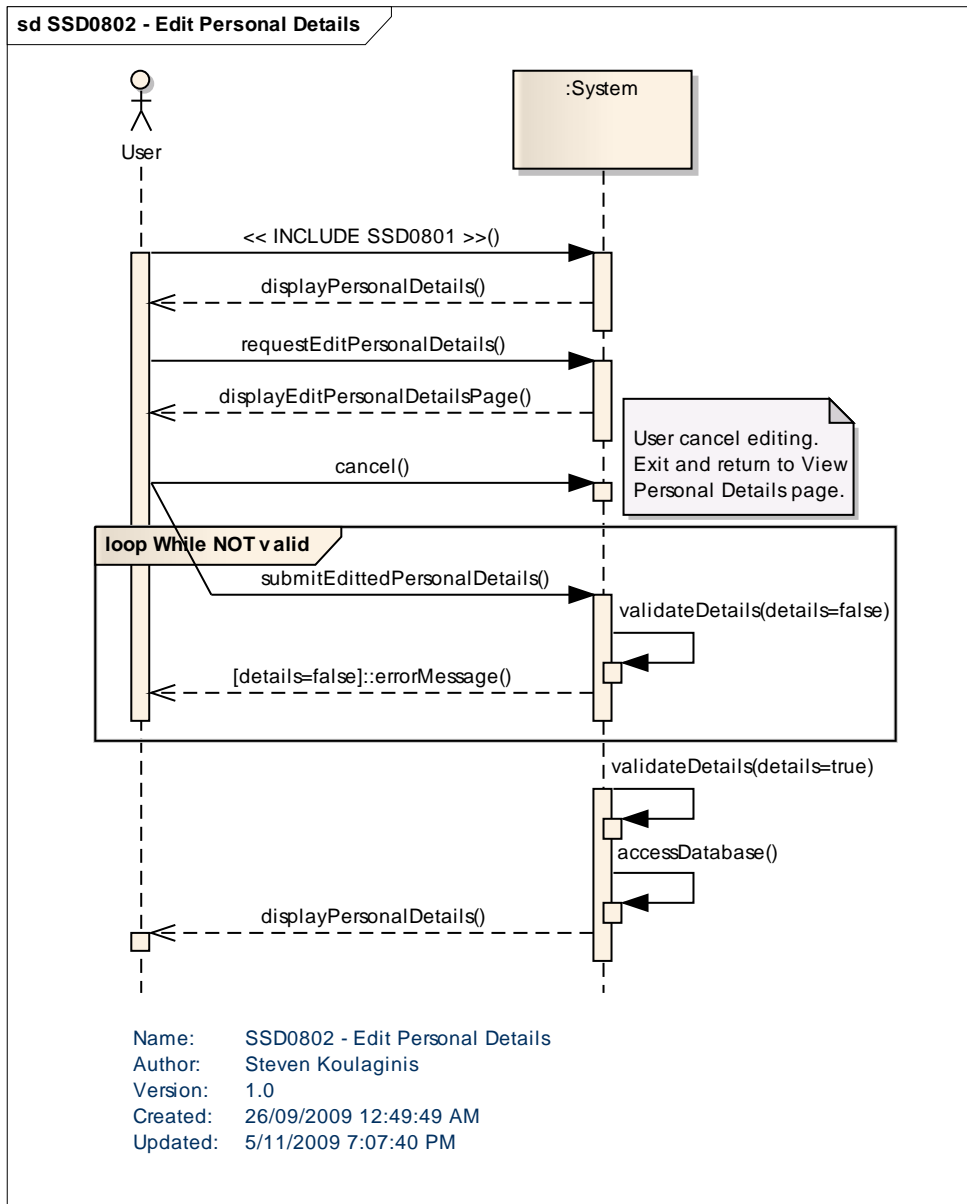 sd SSD0802 - Edit Personal Details
:System
User
<< INCLUDE SSD0801 >>()
displayPersonalDetails()
requestEditPersonalDetails()
displayEditPersonalDetailsPage()
User cancel editing.
Exit and return to View
Personal Details page.
cancel()
loop While NOT valid
submitEdittedPersonalDetails()
validateDetails(details=false)
[details=false]::errorMessage()
validateDetails(details=true)
accessDatabase()
displayPersonalDetails()
Name: SSD0802 - Edit Personal Details
Author: Steven Koulaginis
Version: 1.0
Created: 26/09/2009 12:49:49 AM
Updated: 5/11/2009 7:07:40 PM